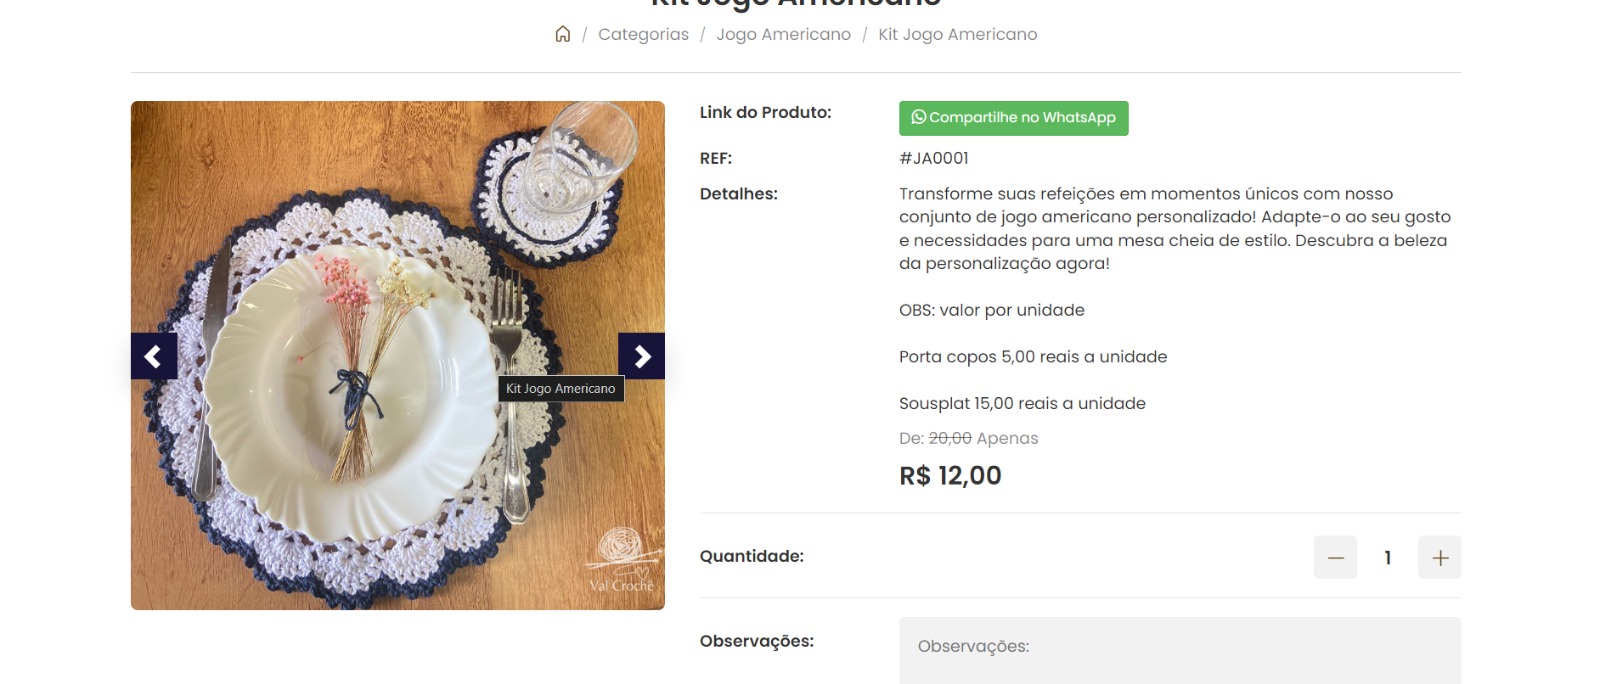 Kit Jogo Americano
/ Categorias / Jogo Americano / Kit Jogo Americano
Link do Produto:
Compartilhe no WhatsApp
REF:
#JA0001
Detalhes:
Transforme suas refeições em momentos únicos com nosso
conjunto de jogo americano personalizado! Adapte-o ao seu gosto
e necessidades para uma mesa cheia de estilo. Descubra a beleza
da personalização agora!
OBS: valor por unidade
Porta copos 5,00 reais a unidade
Sousplat 15,00 reais a unidade
De: 20,00 Apenas
R$ 12,00
Kit Jogo Americano
Val Crochê
Quantidade:
1
Observações:
Observações: